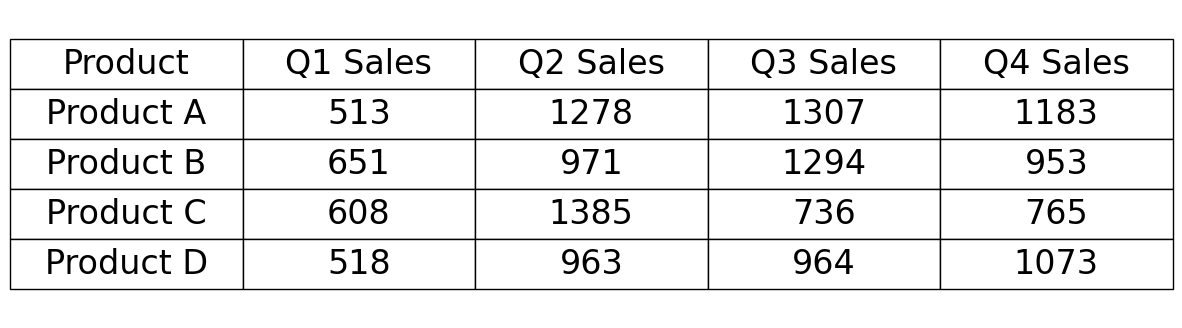 Product Q1 Sales Q2 Sales Q3 Sales Q4 Sales
Product A 513 1278 1307 1183
Product B 651 971 1294 953
Product C 608 1385 736 765
Product D 518 963 964 1073